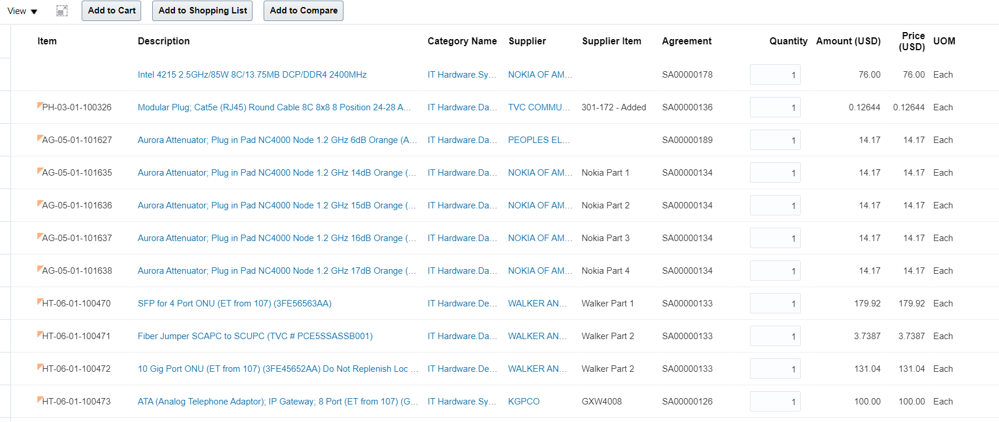 View
Add to Cart
Add to Shopping List
Add to Compare
Item Description Category Name Supplier Supplier Item Agreement Quantity Amount (USD) Price (USD) UOM
Intel 4215 2.5GHz/85W 8C/13.75MB DCP/DDR4 2400MHz IT Hardware.Sy... NOKIA OF AM... SA00000178 1 76.00 76.00 Each
PH-03-01-100326 Modular Plug; Cat5e (RJ45) Round Cable 8C 8x8 8 Position 24-28 A... IT Hardware.Da... TVC COMMU... 301-172 - Added SA00000136 1 0.12644 0.12644 Each
AG-05-01-101627 Aurora Attenuator; Plug in Pad NC4000 Node 1.2 GHz 6dB Orange (A... IT Hardware.Da... PEOPLES EL... SA00000189 1 14.17 14.17 Each
AG-05-01-101635 Aurora Attenuator; Plug in Pad NC4000 Node 1.2 GHz 14dB Orange (... IT Hardware.Da... NOKIA OF AM... Nokia Part 1 SA00000134 1 14.17 14.17 Each
AG-05-01-101636 Aurora Attenuator; Plug in Pad NC4000 Node 1.2 GHz 15dB Orange (... IT Hardware.Da... NOKIA OF AM... Nokia Part 2 SA00000134 1 14.17 14.17 Each
AG-05-01-101637 Aurora Attenuator; Plug in Pad NC4000 Node 1.2 GHz 16dB Orange (... IT Hardware.Da... NOKIA OF AM... Nokia Part 3 SA00000134 1 14.17 14.17 Each
AG-05-01-101638 Aurora Attenuator; Plug in Pad NC4000 Node 1.2 GHz 17dB Orange (... IT Hardware.Da... NOKIA OF AM... Nokia Part 4 SA00000134 1 14.17 14.17 Each
HT-06-01-100470 SFP for 4 Port ONU (ET from 107) (3FE56563AA) IT Hardware.De... WALKER AN... Walker Part 1 SA00000133 1 179.92 179.92 Each
HT-06-01-100471 Fiber Jumper SCAPC to SCUPC (TVC # PCE5SSASSB001) IT Hardware.Da... WALKER AN... Walker Part 2 SA00000133 1 3.7387 3.7387 Each
HT-06-01-100472 10 Gig Port ONU (ET from 107) (3FE45652AA) Do Not Replenish Loc ... IT Hardware.De... WALKER AN... Walker Part 2 SA00000133 1 131.04 131.04 Each
HT-06-01-100473 ATA (Analog Telephone Adaptor); IP Gateway; 8 Port (ET from 107) (G... IT Hardware.Sy... KGPCO GXW4008 SA00000126 1 100.00 100.00 Each